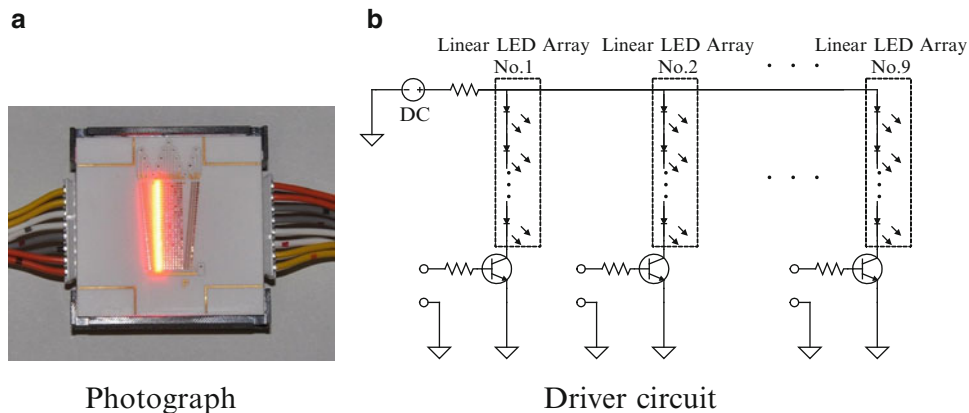 a
Photograph
b
Linear LED Array
No.1
Linear LED Array
No.2
. . .
Linear LED Array
No.9
DC
. . .
Driver circuit